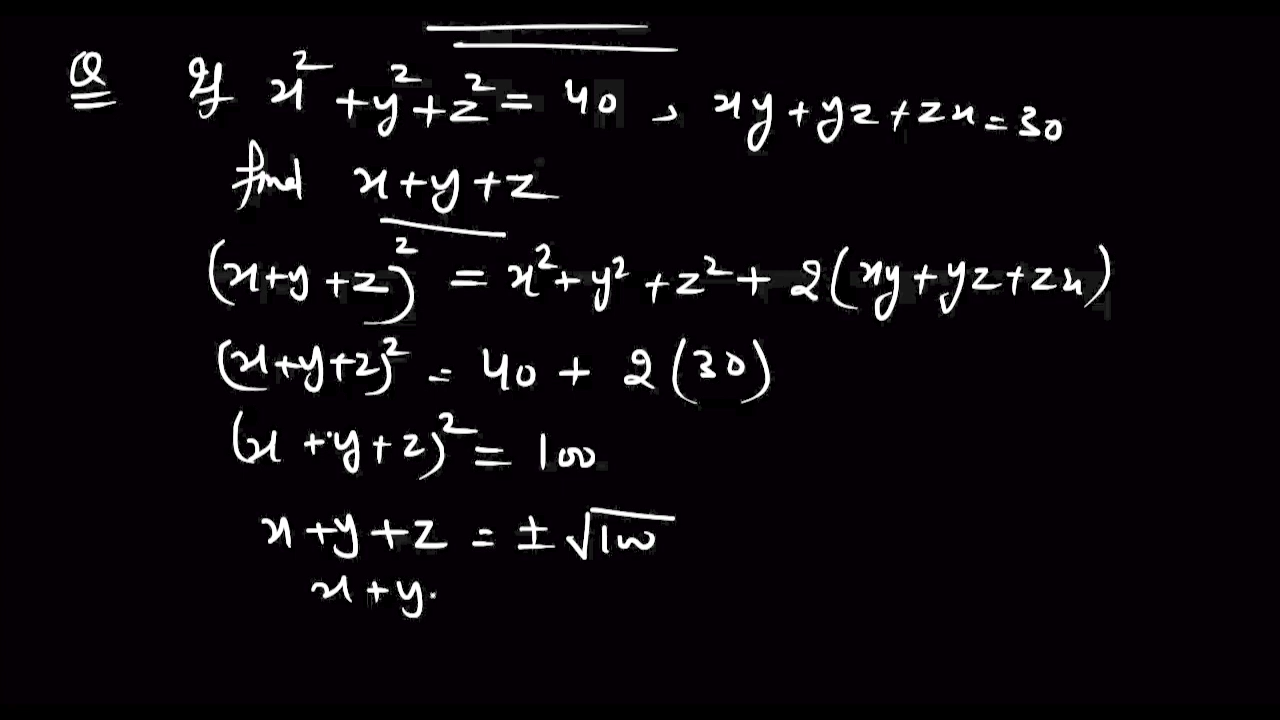 Q If x²+y²+z²= 40 , xy+yz+zx=30
find x+y+z
(x+y+z)² = x²+y²+z²+2(xy+yz+zx)
(x+y+z)² = 40 + 2(30)
(x+y+z)² = 100
x+y+z = ±√100
x+y.